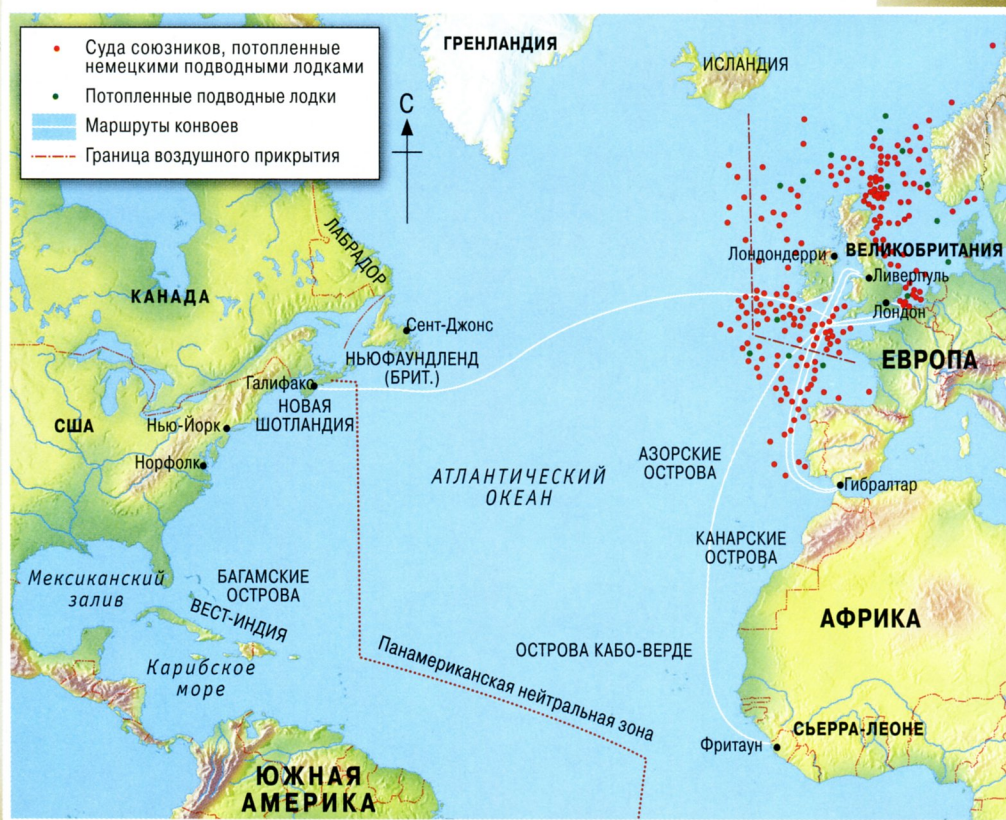 Суда союзников, потопленные
немецкими подводными лодками
Потопленные подводные лодки
Маршруты конвоев
Граница воздушного прикрытия
С
ГРЕНЛАНДИЯ
ИСЛАНДИЯ
ЛАБРАДОР
КАНАДА
Лондондерри
ВЕЛИКОБРИТАНИЯ
Ливерпуль
Лондон
Сент-Джонс
НЬЮФАУНДЛЕНД
(БРИТ.)
ЕВРОПА
Галифакс
НОВАЯ
ШОТЛАНДИЯ
США
Нью-Йорк
Норфолк
АТЛАНТИЧЕСКИЙ
ОКЕАН
АЗОРСКИЕ
ОСТРОВА
Гибралтар
КАНАРСКИЕ
ОСТРОВА
Мексиканский
залив
БАГАМСКИЕ
ОСТРОВА
ВЕСТ-ИНДИЯ
АФРИКА
Карибское
море
ОСТРОВА КАБО-ВЕРДЕ
Панамериканская нейтральная зона
СЬЕРРА-ЛЕОНЕ
Фритаун
ЮЖНАЯ
АМЕРИКА